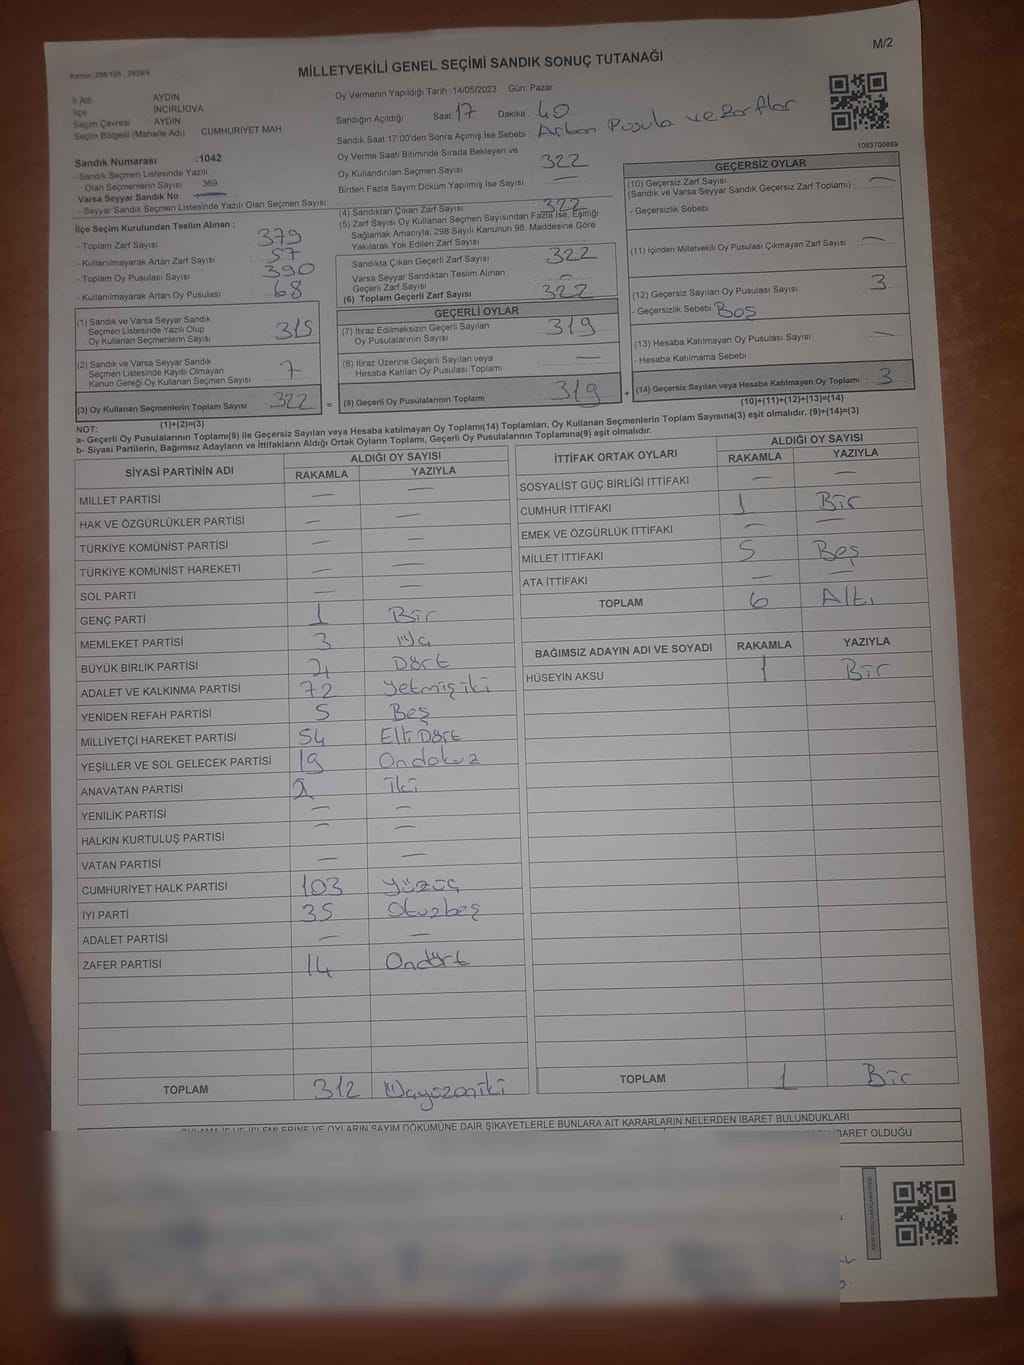 M/2
Kanun: 298/105 , 2839/4
MİLLETVEKİLİ GENEL SEÇİMİ SANDIK SONUÇ TUTANAĞI
İl Adı AYDIN
İlçe İNCİRLİOVA
Seçim Çevresi AYDIN
Seçim Bölgesi (Mahalle Adı) : CUMHURİYET MAH.
Sandık Numarası :1042
- Sandık Seçmen Listesinde Yazılı
Olan Seçmenlerin Sayısı 369
Varsa Seyyar Sandık No —
- Seyyar Sandık Seçmen Listesinde Yazılı Olan Seçmen Sayısı:
Oy Vermenin Yapıldığı Tarih :14/05/2023 Gün: Pazar
Sandığın Açıldığı Saat : 17 Dakika : 40
Sandık Saat 17:00'den Sonra Açılmış İse Sebebi : Artan Pusula ve zarflar
Oy Verme Saati Bitiminde Sırada Bekleyen ve
Oy Kullandırılan Seçmen Sayısı : 322
Birden Fazla Sayım Döküm Yapılmış İse Sayısı : —
1083700889
İlçe Seçim Kurulundan Teslim Alınan ;
- Toplam Zarf Sayısı : 379
- Kullanılmayarak Artan Zarf Sayısı : 57
- Toplam Oy Pusulası Sayısı : 390
- Kullanılmayarak Artan Oy Pusulası : 68
(1) Sandık ve Varsa Seyyar Sandık
Seçmen Listesinde Yazılı Olup
Oy Kullanan Seçmenlerin Sayısı : 315
(2) Sandık ve Varsa Seyyar Sandık
Seçmen Listesinde Kayıtlı Olmayan
Kanun Gereği Oy Kullanan Seçmen Sayısı : 7
(3) Oy Kullanan Seçmenlerin Toplam Sayısı : 322
(1)+(2)=(3)
(4) Sandıktan Çıkan Zarf Sayısı : 322
(5) Zarf Sayısı Oy Kullanan Seçmen Sayısından Fazla İse, Eşitliği
Sağlamak Amacıyla, 298 Sayılı Kanunun 98. Maddesine Göre
Yakılarak Yok Edilen Zarf Sayısı :
Sandıkta Çıkan Geçerli Zarf Sayısı : 322
Varsa Seyyar Sandıktan Teslim Alınan
Geçerli Zarf Sayısı : —
(6) Toplam Geçerli Zarf Sayısı : 322
GEÇERLİ OYLAR
(7) İtiraz Edilmeksizin Geçerli Sayılan
Oy Pusulalarının Sayısı : 319
(8) İtiraz Üzerine Geçerli Sayılan veya
Hesaba Katılan Oy Pusulası Toplamı : —
= (9) Geçerli Oy Pusulalarının Toplamı : 319 +
GEÇERSİZ OYLAR
(10) Geçersiz Zarf Sayısı : —
(Sandık ve Varsa Seyyar Sandık Geçersiz Zarf Toplamı)
- Geçersizlik Sebebi :
(11) İçinden Milletvekili Oy Pusulası Çıkmayan Zarf Sayısı : —
(12) Geçersiz Sayılan Oy Pusulası Sayısı : 3
- Geçersizlik Sebebi : Boş
(13) Hesaba Katılmayan Oy Pusulası Sayısı : —
- Hesaba Katılmama Sebebi :
(14) Geçersiz Sayılan veya Hesaba Katılmayan Oy Toplamı : 3
(10)+(11)+(12)+(13)=(14)
NOT:
a- Geçerli Oy Pusulaları Toplamı(9) ile Geçersiz Sayılan veya Hesaba katılmayan Oy Toplamı(14) Toplamları, Oy Kullanan Seçmenlerin Toplam Sayısına(3) eşit olmalıdır. (9)+(14)=(3)
b- Siyasi Partilerin, Bağımsız Adayların ve İttifakların Aldığı Ortak Oyların Toplamı, Geçerli Oy Pusulalarının Toplamına(9) eşit olmalıdır.
SİYASİ PARTİNİN ADI ALDIĞI OY SAYISI
RAKAMLA YAZIYLA
MİLLET PARTİSİ — —
HAK VE ÖZGÜRLÜKLER PARTİSİ — —
TÜRKİYE KOMÜNİST PARTİSİ — —
TÜRKİYE KOMÜNİST HAREKETİ — —
SOL PARTİ — —
GENÇ PARTİ 1 Bir
MEMLEKET PARTİSİ 3 Üç
BÜYÜK BİRLİK PARTİSİ 4 Dört
ADALET VE KALKINMA PARTİSİ 72 Yetmiş iki
YENİDEN REFAH PARTİSİ 5 Beş
MİLLİYETÇİ HAREKET PARTİSİ 54 Elli Dört
YEŞİLLER VE SOL GELECEK PARTİSİ 19 Ondokuz
ANAVATAN PARTİSİ 2 İki
YENİLİK PARTİSİ — —
HALKIN KURTULUŞ PARTİSİ — —
VATAN PARTİSİ — —
CUMHURİYET HALK PARTİSİ 103 Yüzüç
İYİ PARTİ 35 Otuzbeş
ADALET PARTİSİ — —
ZAFER PARTİSİ 14 Ondört
TOPLAM 312 Üçyüzoniki
İTTİFAK ORTAK OYLARI ALDIĞI OY SAYISI
RAKAMLA YAZIYLA
SOSYALİST GÜÇ BİRLİĞİ İTTİFAKI — —
CUMHUR İTTİFAKI 1 Bir
EMEK VE ÖZGÜRLÜK İTTİFAKI — —
MİLLET İTTİFAKI 5 Beş
ATA İTTİFAKI — —
TOPLAM 6 Altı
BAĞIMSIZ ADAYIN ADI VE SOYADI RAKAMLA YAZIYLA
HÜSEYİN AKSU 1 Bir
TOPLAM 1 Bir
OYLAMA İŞ VE İŞLEMLERİNE VE OYLARIN SAYIM DÖKÜMÜNE DAİR ŞİKAYETLERLE BUNLARA AİT KARARLARIN NELERDEN İBARET BULUNDUKLARI
İBARET OLDUĞU